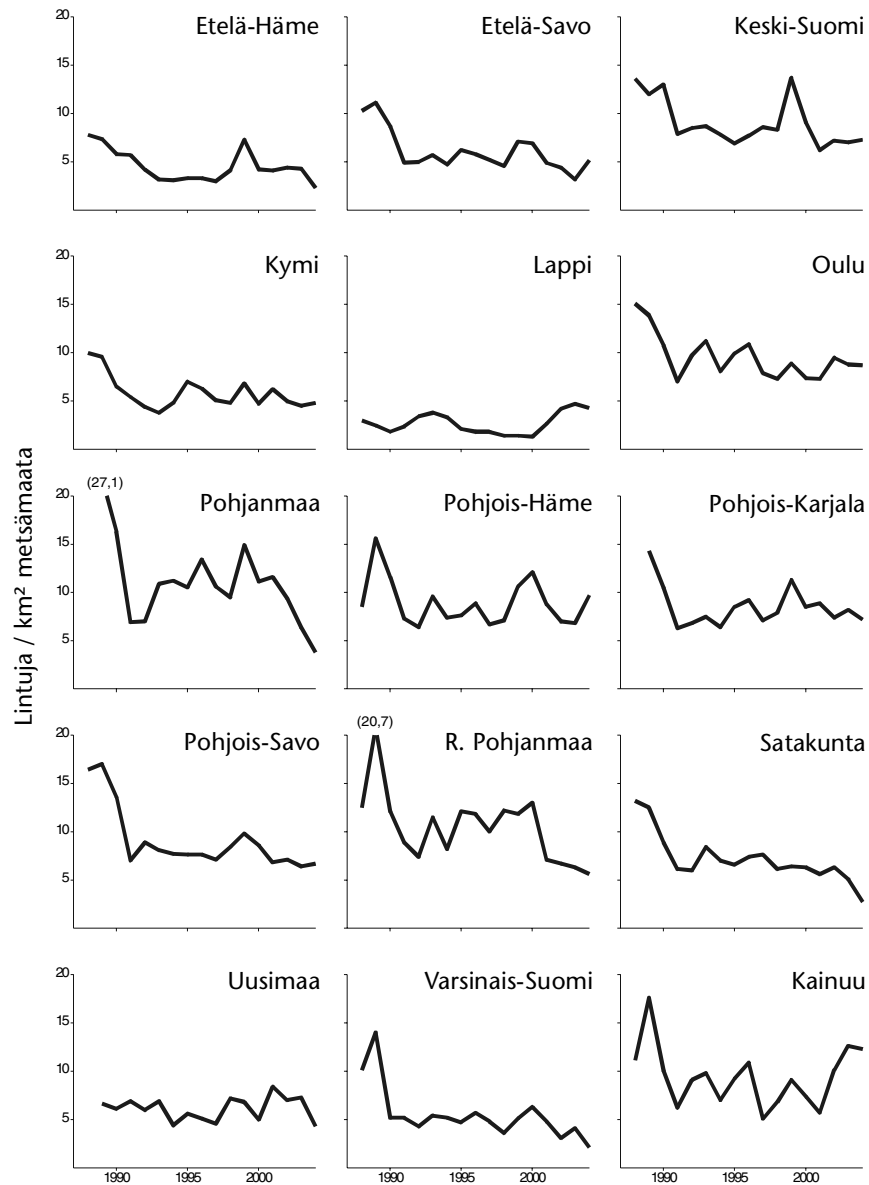 Lintuja / km² metsämaata
20
15
10
5
Etelä-Häme
Etelä-Savo
Keski-Suomi
1990
1995
2000
20
15
10
5
Kymi
Lappi
Oulu
20
15
10
5
(27,1)
Pohjanmaa
Pohjois-Häme
Pohjois-Karjala
20
15
10
5
Pohjois-Savo
(20,7)
R. Pohjanmaa
Satakunta
20
15
10
5
Uusimaa
Varsinais-Suomi
Kainuu
1990 1995 2000 1990 1995 2000 1990 1995 2000